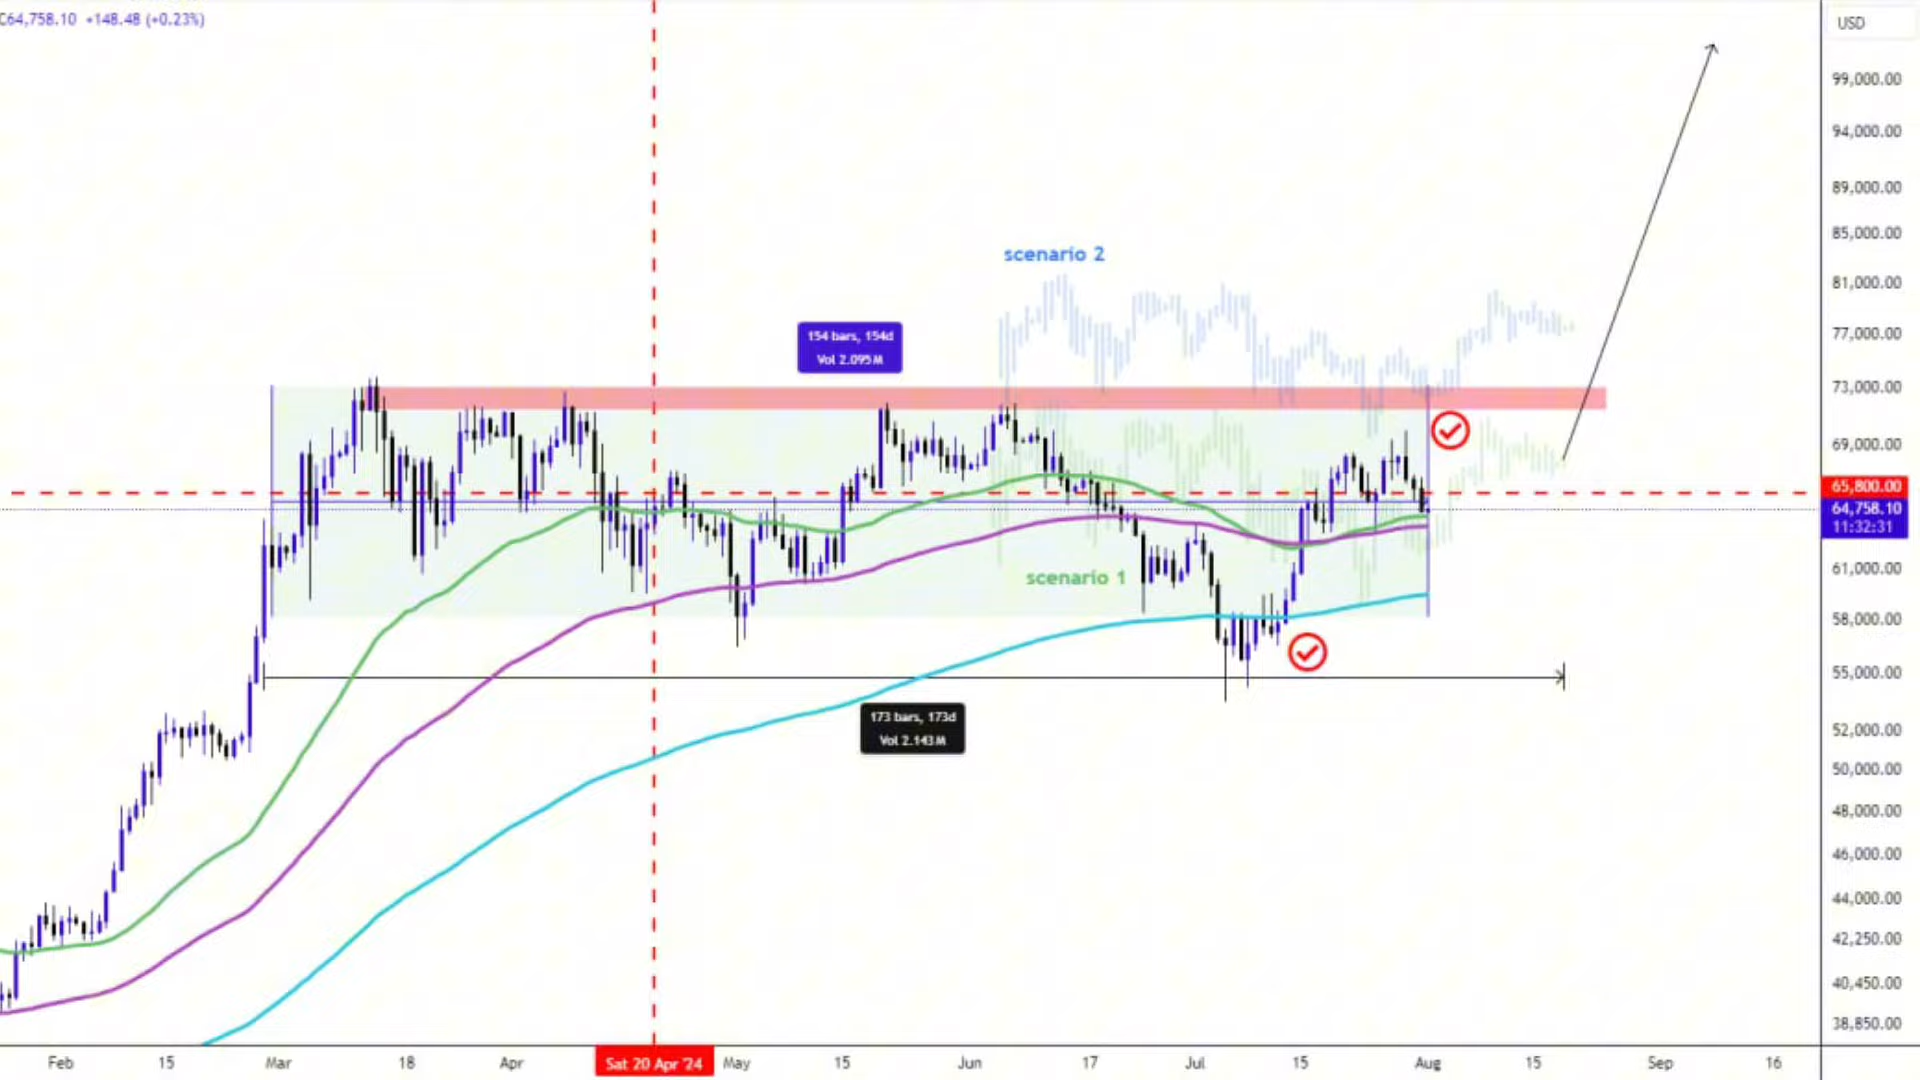 C64,758.10 +148.48 (+0.23%)
USD
99,000.00
94,000.00
89,000.00
85,000.00
scenario 2
81,000.00
154 bars, 154d
Vol 2.095M
77,000.00
73,000.00
69,000.00
65,800.00
64,758.10
11:32:31
scenario 1
61,000.00
58,000.00
55,000.00
173 bars, 173d
Vol 2.143M
52,000.00
50,000.00
48,000.00
46,000.00
44,000.00
42,250.00
40,450.00
38,850.00
Feb 15 Mar 18 Apr Sat 20 Apr '24 May 15 Jun 17 Jul 15 Aug 15 Sep 16